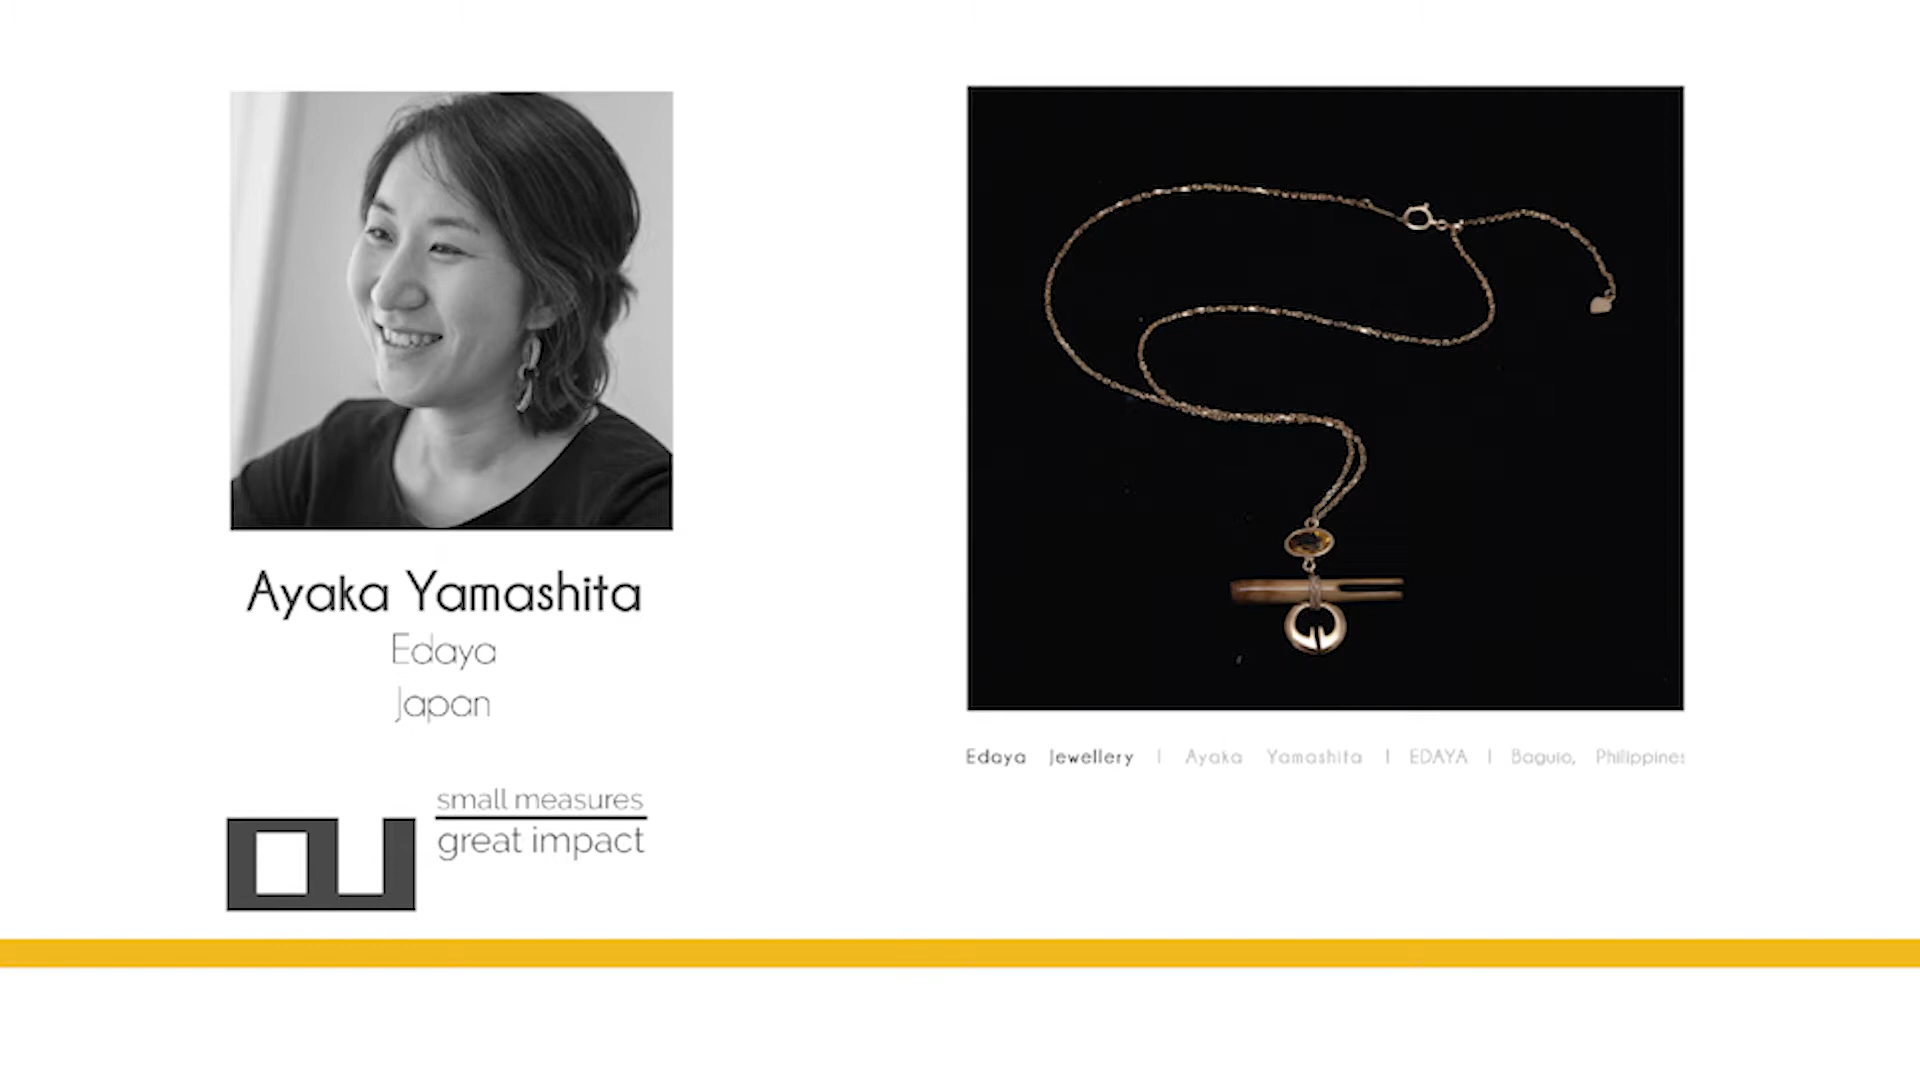 Ayaka Yamashita
Edaya
Japan
small measures
great impact
Edaya Jewellery | Ayaka Yamashita | EDAYA | Baguio, Philippines